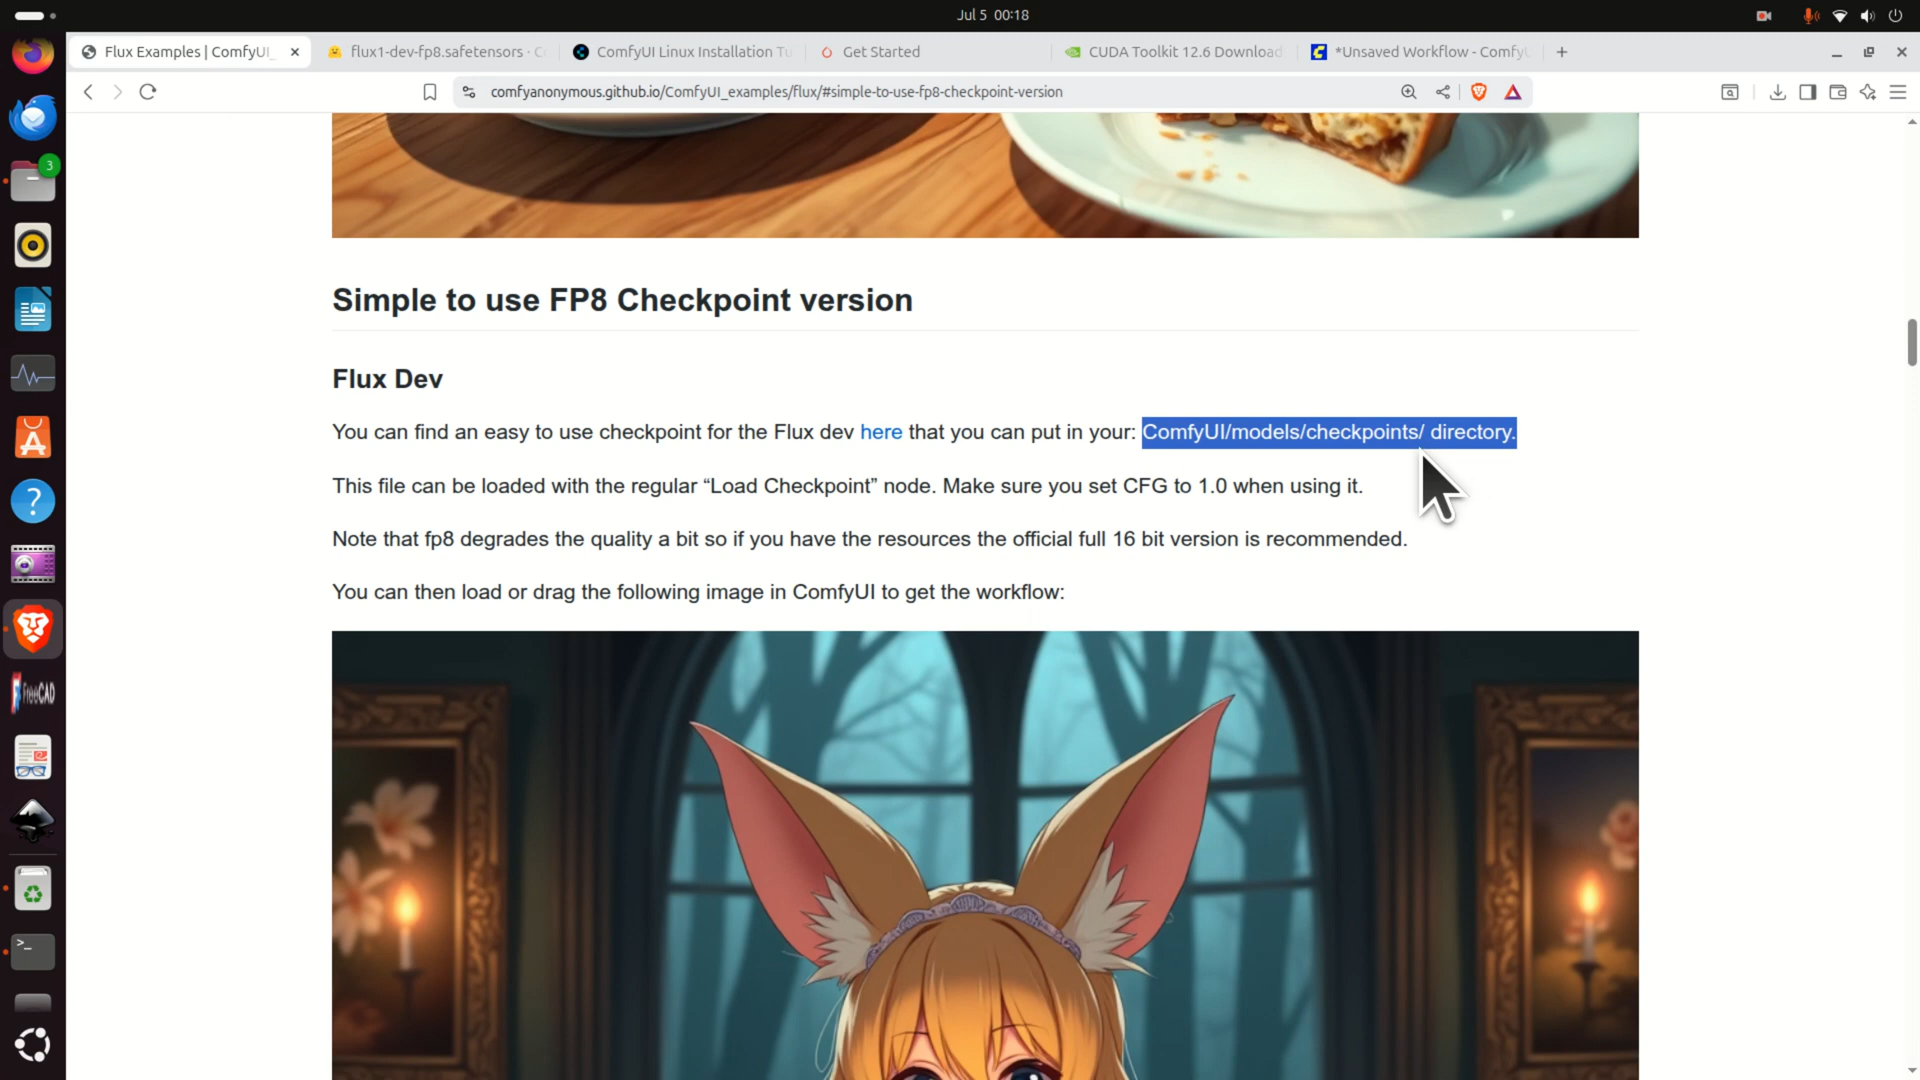 Jul 5 00:18
Flux Examples | ComfyUI_
flux1-dev-fp8.safetensors · C
ComfyUI Linux Installation Tu
Get Started
CUDA Toolkit 12.6 Download
*Unsaved Workflow - ComfyU
comfyanonymous.github.io/ComfyUI_examples/flux/#simple-to-use-fp8-checkpoint-version
3
Simple to use FP8 Checkpoint version
Flux Dev
You can find an easy to use checkpoint for the Flux dev here that you can put in your: ComfyUI/models/checkpoints/ directory.
This file can be loaded with the regular “Load Checkpoint” node. Make sure you set CFG to 1.0 when using it.
Note that fp8 degrades the quality a bit so if you have the resources the official full 16 bit version is recommended.
You can then load or drag the following image in ComfyUI to get the workflow:
FreeCAD